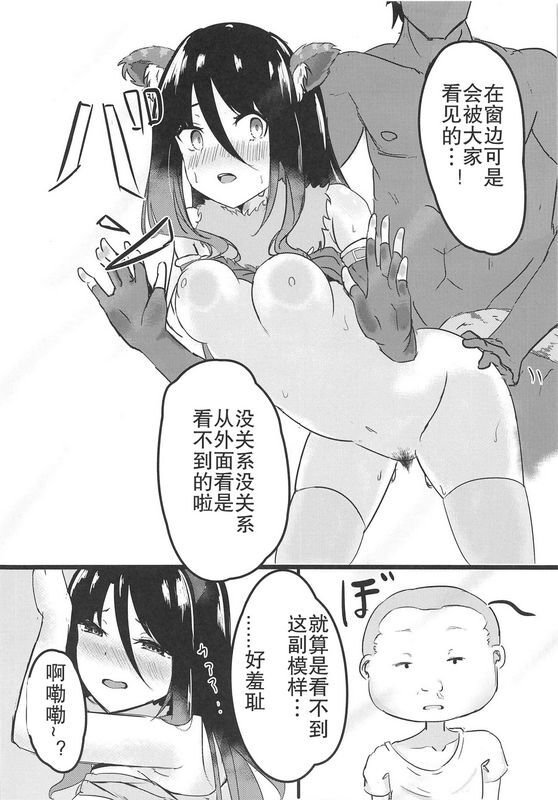 在窗边可是
会被大家
看见的…!
バン
没关系没关系
从外面看是
看不到的啦
ぼ
就算是看不到
这副模样
……好羞耻
啊嘞嘞
~?